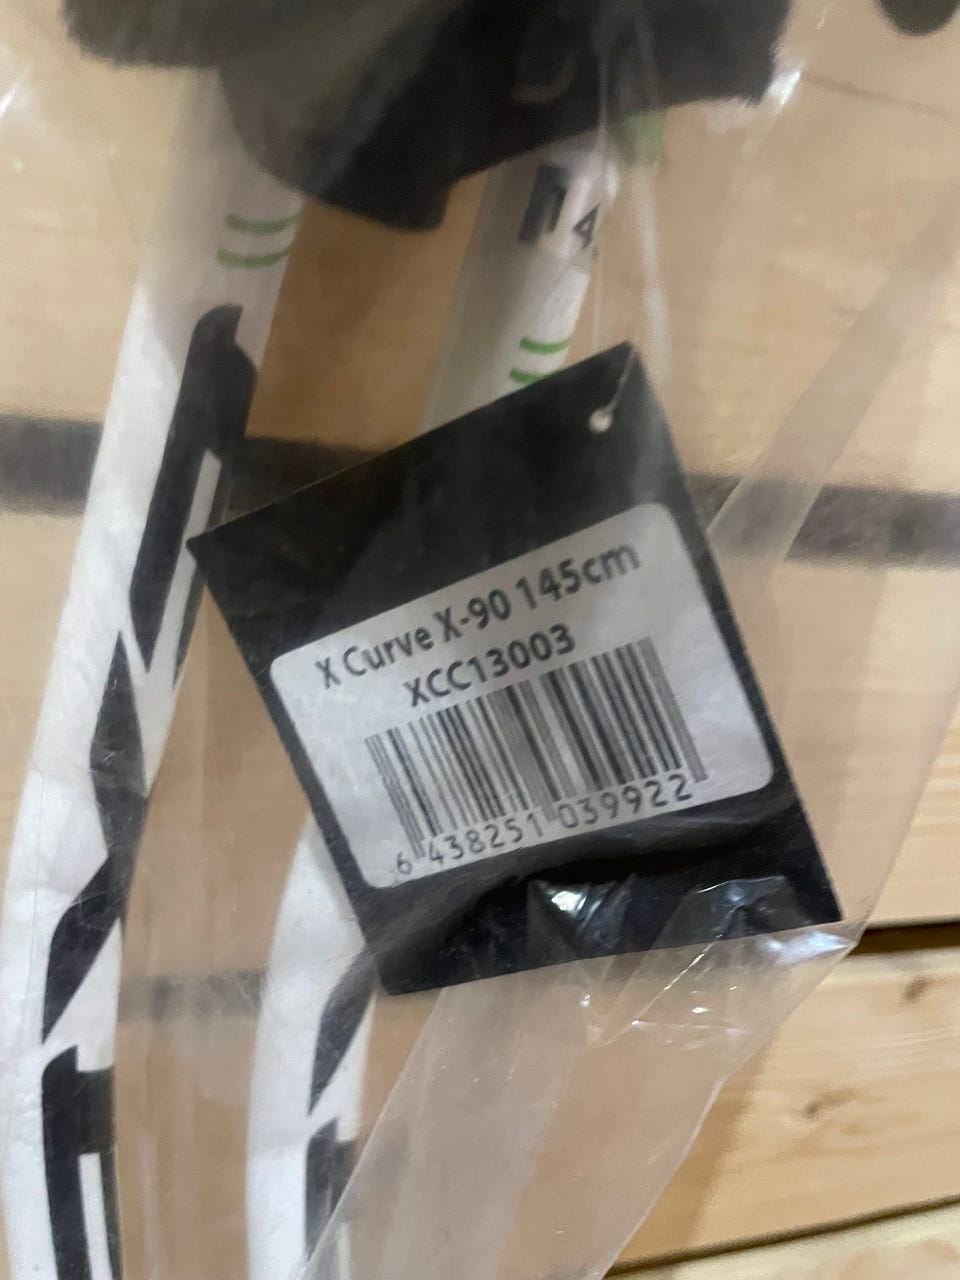 X Curve X-90 145cm
XCC13003
6 438251 039922